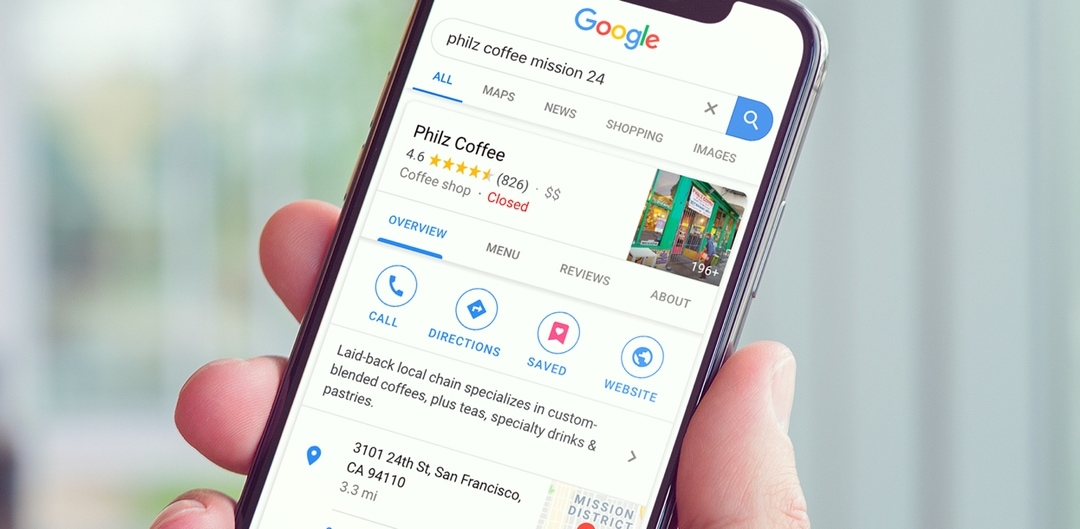 Google
philz coffee mission 24
ALL MAPS NEWS SHOPPING IMAGES
Philz Coffee
4.6 (826) · $$
Coffee shop · Closed
196+
OVERVIEW MENU REVIEWS ABOUT
CALL DIRECTIONS SAVED WEBSITE
Laid-back local chain specializes in custom-
blended coffees, plus teas, specialty drinks &
pastries.
3101 24th St, San Francisco,
CA 94110
3.3 mi
MISSION
DISTRICT